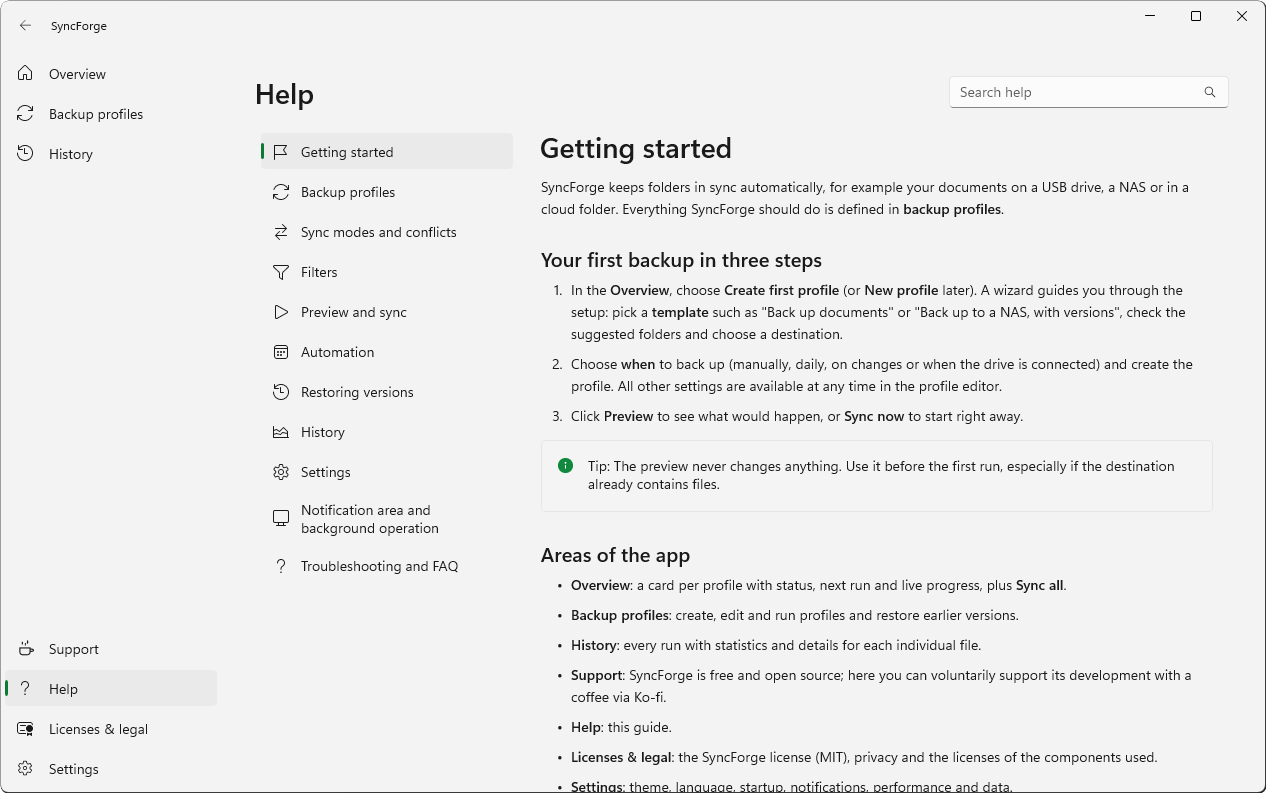 SyncForge
Overview
Backup profiles
History
Support
Help
Licenses & legal
Settings
Help
Search help
Getting started
Backup profiles
Sync modes and conflicts
Filters
Preview and sync
Automation
Restoring versions
History
Settings
Notification area and
background operation
Troubleshooting and FAQ
Getting started
SyncForge keeps folders in sync automatically, for example your documents on a USB drive, a NAS or in a
cloud folder. Everything SyncForge should do is defined in backup profiles.
Your first backup in three steps
1. In the Overview, choose Create first profile (or New profile later). A wizard guides you through the
setup: pick a template such as "Back up documents" or "Back up to a NAS, with versions", check the
suggested folders and choose a destination.
2. Choose when to back up (manually, daily, on changes or when the drive is connected) and create the
profile. All other settings are available at any time in the profile editor.
3. Click Preview to see what would happen, or Sync now to start right away.
Tip: The preview never changes anything. Use it before the first run, especially if the destination
already contains files.
Areas of the app
• Overview: a card per profile with status, next run and live progress, plus Sync all.
• Backup profiles: create, edit and run profiles and restore earlier versions.
• History: every run with statistics and details for each individual file.
• Support: SyncForge is free and open source; here you can voluntarily support its development with a
coffee via Ko-fi.
• Help: this guide.
• Licenses & legal: the SyncForge license (MIT), privacy and the licenses of the components used.
• Settings: theme, language, startup, notifications, performance and data.